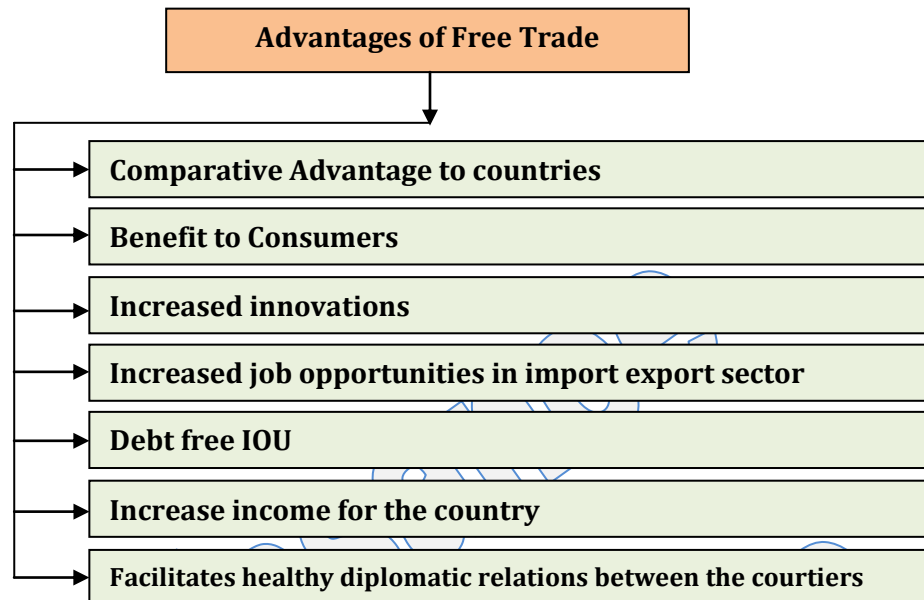 Advantages of Free Trade
Comparative Advantage to countries
Benefit to Consumers
Increased innovations
Increased job opportunities in import export sector
Debt free IOU
Increase income for the country
Facilitates healthy diplomatic relations between the courtiers